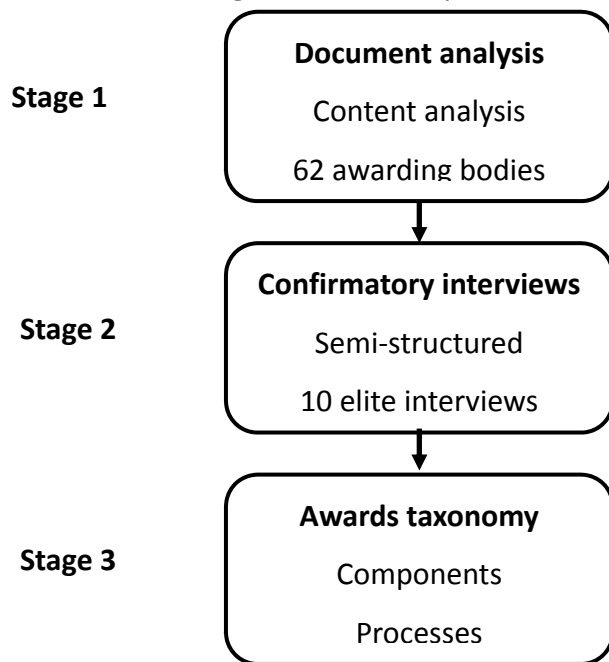 Stage 1
Document analysis
Content analysis
62 awarding bodies
Stage 2
Confirmatory interviews
Semi-structured
10 elite interviews
Stage 3
Awards taxonomy
Components
Processes